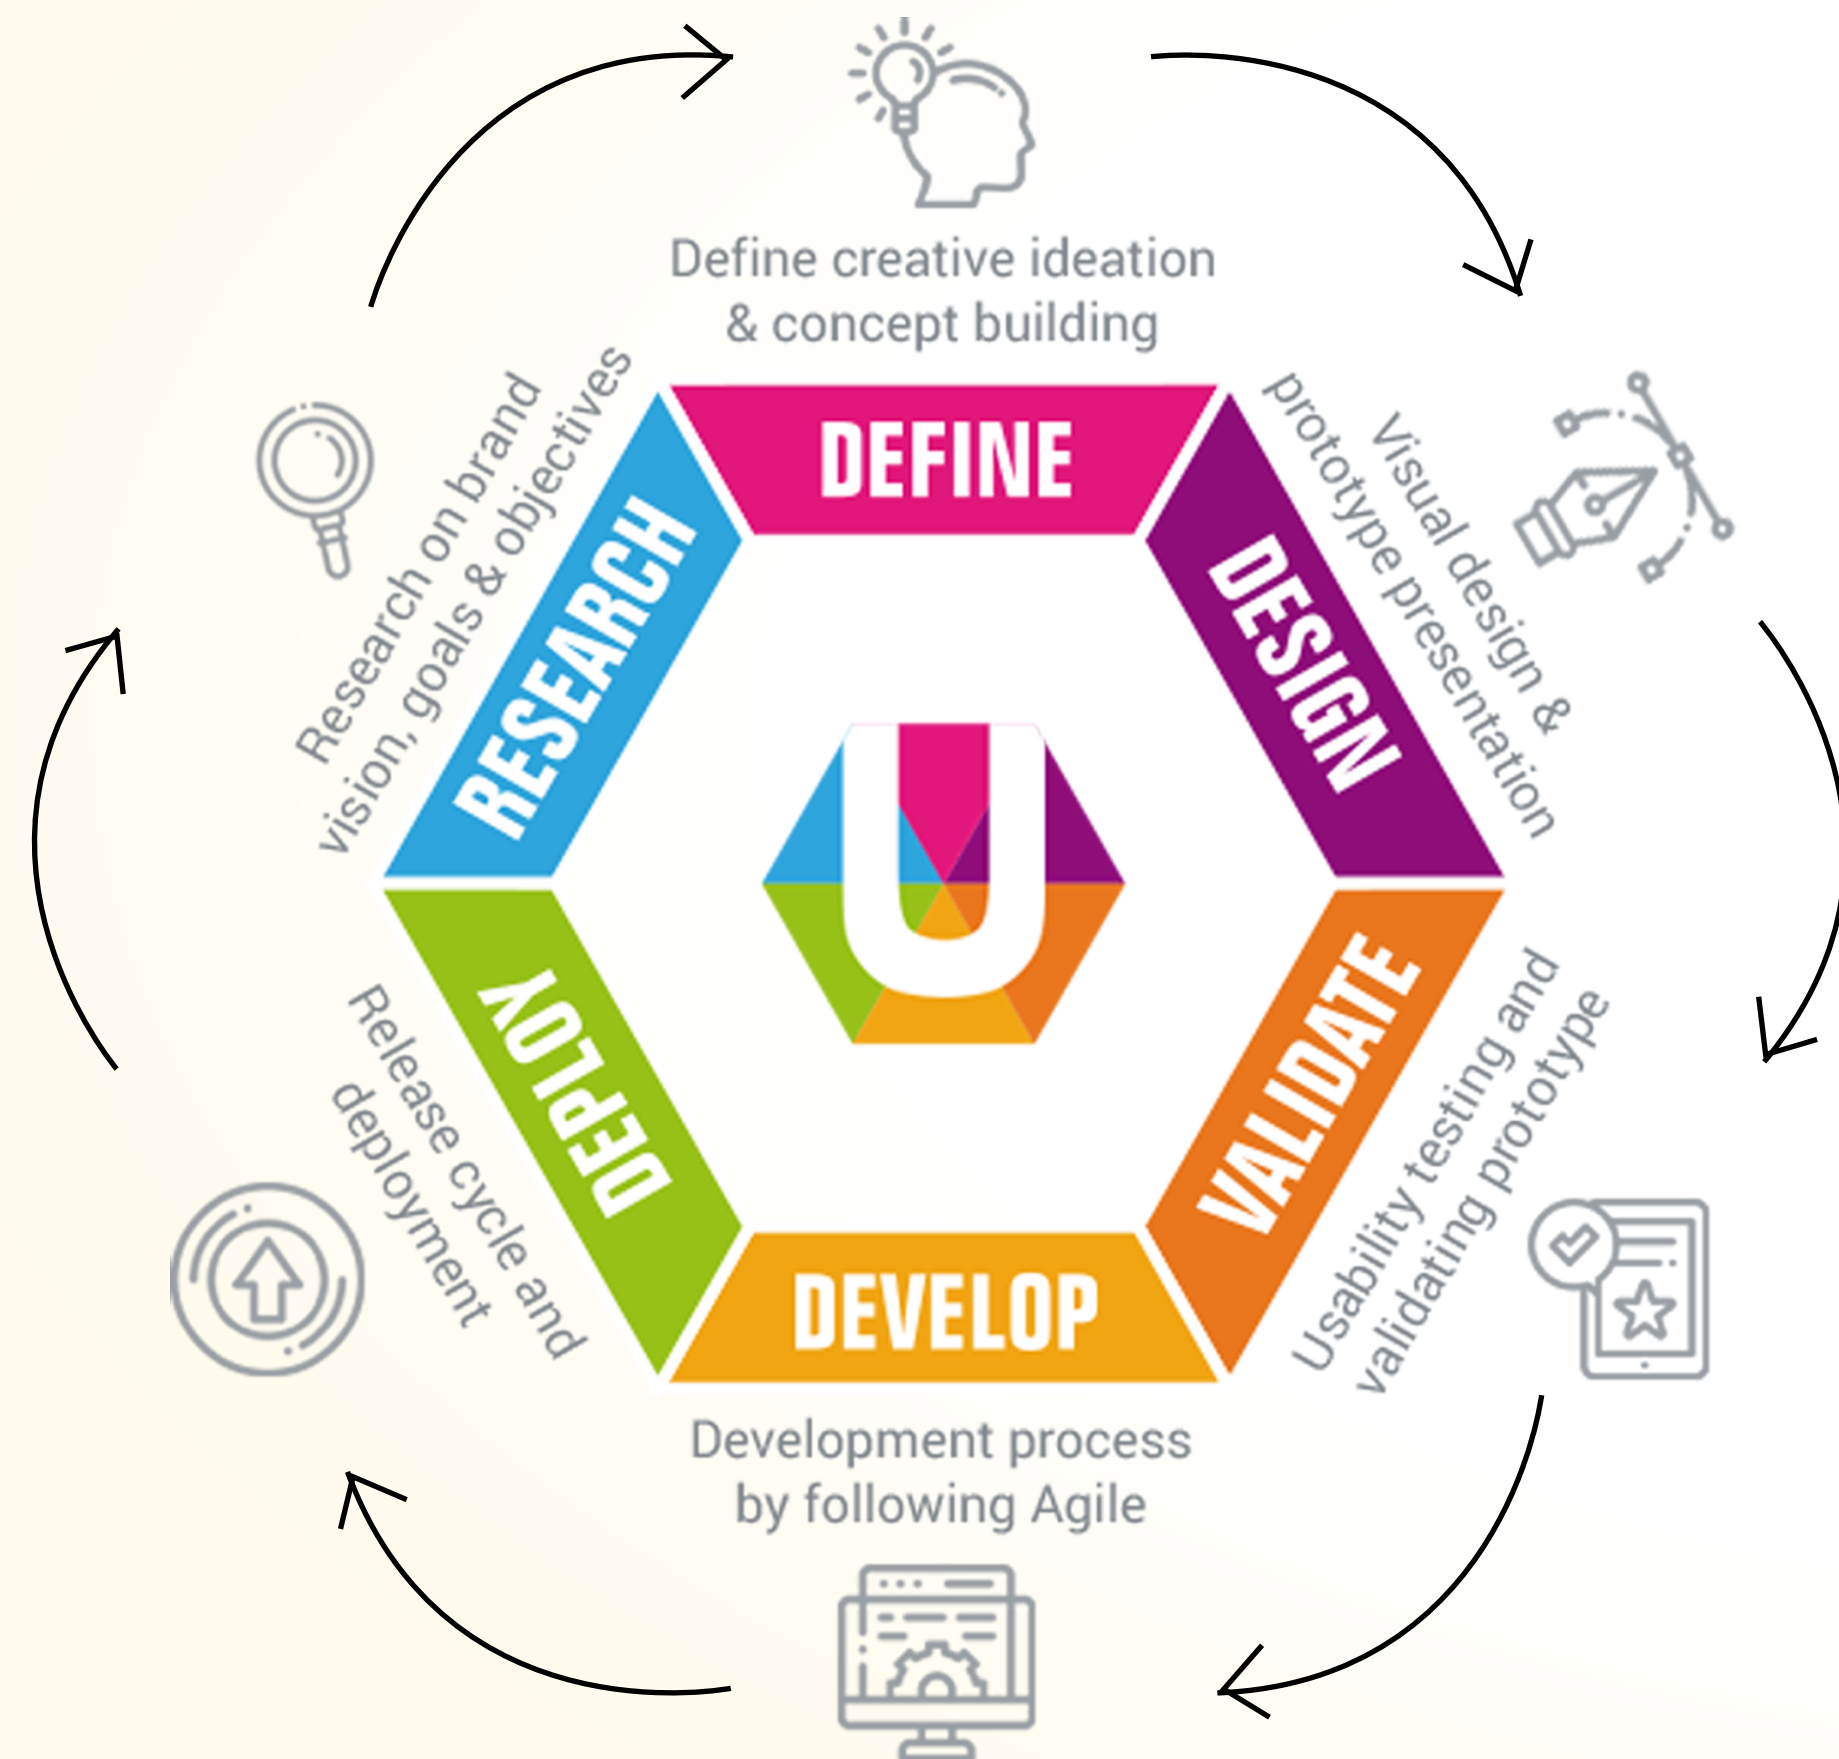 Define creative ideation
& concept building
DEFINE
Visual design &
prototype presentation
DESIGN
Usability testing and
validating prototype
VALIDATE
DEVELOP
Development process
by following Agile
Release cycle and
deployment
DEPLOY
Research on brand
vision, goals & objectives
RESEARCH
U